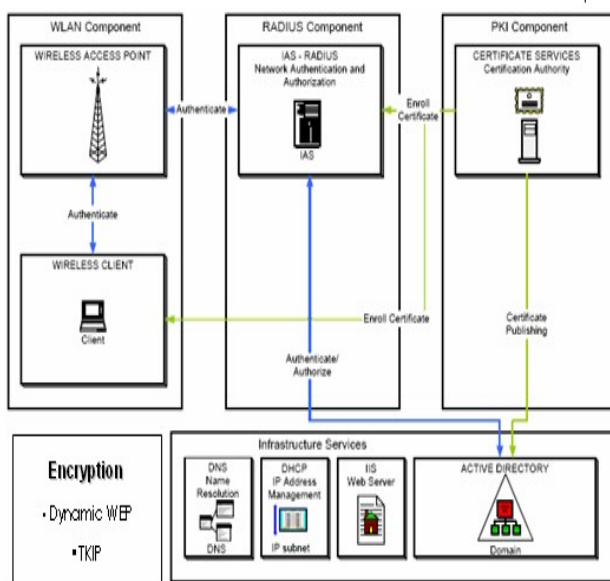 WLAN Component
WIRELESS ACCESS POINT
Authenticate
WIRELESS CLIENT
Client
Authenticate
RADIUS Component
IAS - RADIUS
Network Authentication and
Authorization
IAS
Enroll
Certificate
Enroll Certificate
Authenticate/
Authorize
PKI Component
CERTIFICATE SERVICES
Certification Authority
Certificate
Publishing
Encryption
• Dynamic WEP
▪ TKIP
Infrastructure Services
DNS
Name
Resolution
DNS
DHCP
IP Address
Management
IP subnet
IIS
Web Server
ACTIVE DIRECTORY
Domain